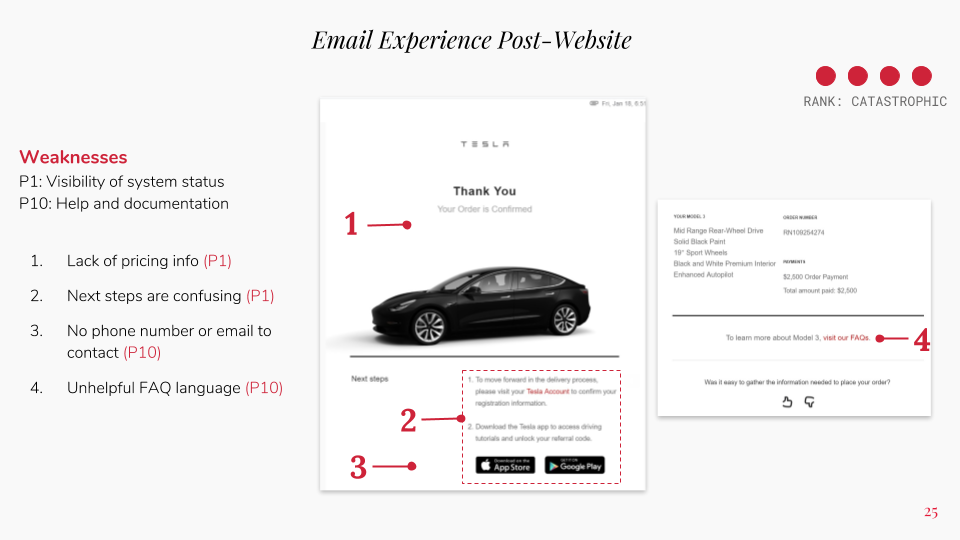 Email Experience Post-Website
RANK: CATASTROPHIC
Weaknesses
P1: Visibility of system status
P10: Help and documentation
1. Lack of pricing info (P1)
2. Next steps are confusing (P1)
3. No phone number or email to
contact (P10)
4. Unhelpful FAQ language (P10)
Fri, Jan 18, 6:51
TESLA
Thank You
Your Order is Confirmed
1
Next steps
1. To move forward in the delivery process,
please visit your Tesla Account to confirm your
registration information.
2
2. Download the Tesla app to access driving
tutorials and unlock your referral code.
3
Download on the
App Store
GET IT ON
Google Play
YOUR MODEL 3
Mid Range Rear-Wheel Drive
Solid Black Paint
19" Sport Wheels
Black and White Premium Interior
Enhanced Autopilot
ORDER NUMBER
RN109254274
PAYMENTS
$2,500 Order Payment
Total amount paid: $2,500
To learn more about Model 3, visit our FAQs.
4
Was it easy to gather the information needed to place your order?
25